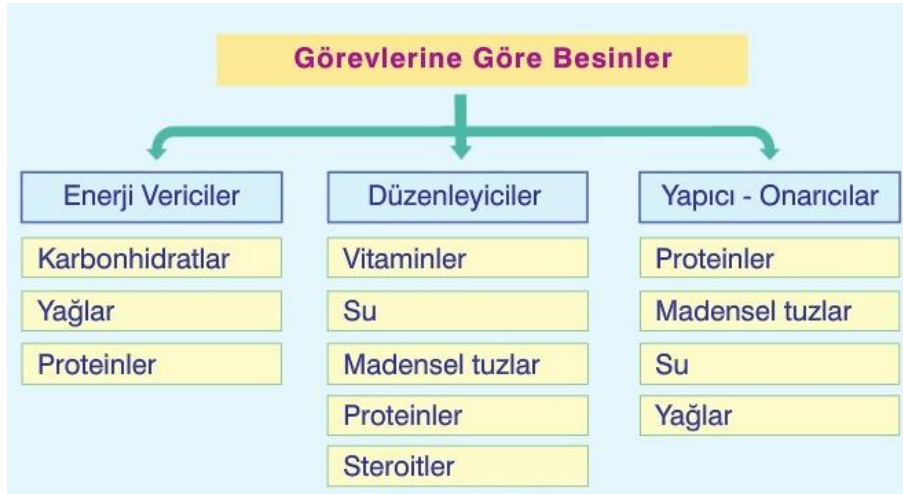 Görevlerine Göre Besinler
Enerji Vericiler
Karbonhidratlar
Yağlar
Proteinler
Düzenleyiciler
Vitaminler
Su
Madensel tuzlar
Proteinler
Steroitler
Yapıcı - Onarıcılar
Proteinler
Madensel tuzlar
Su
Yağlar